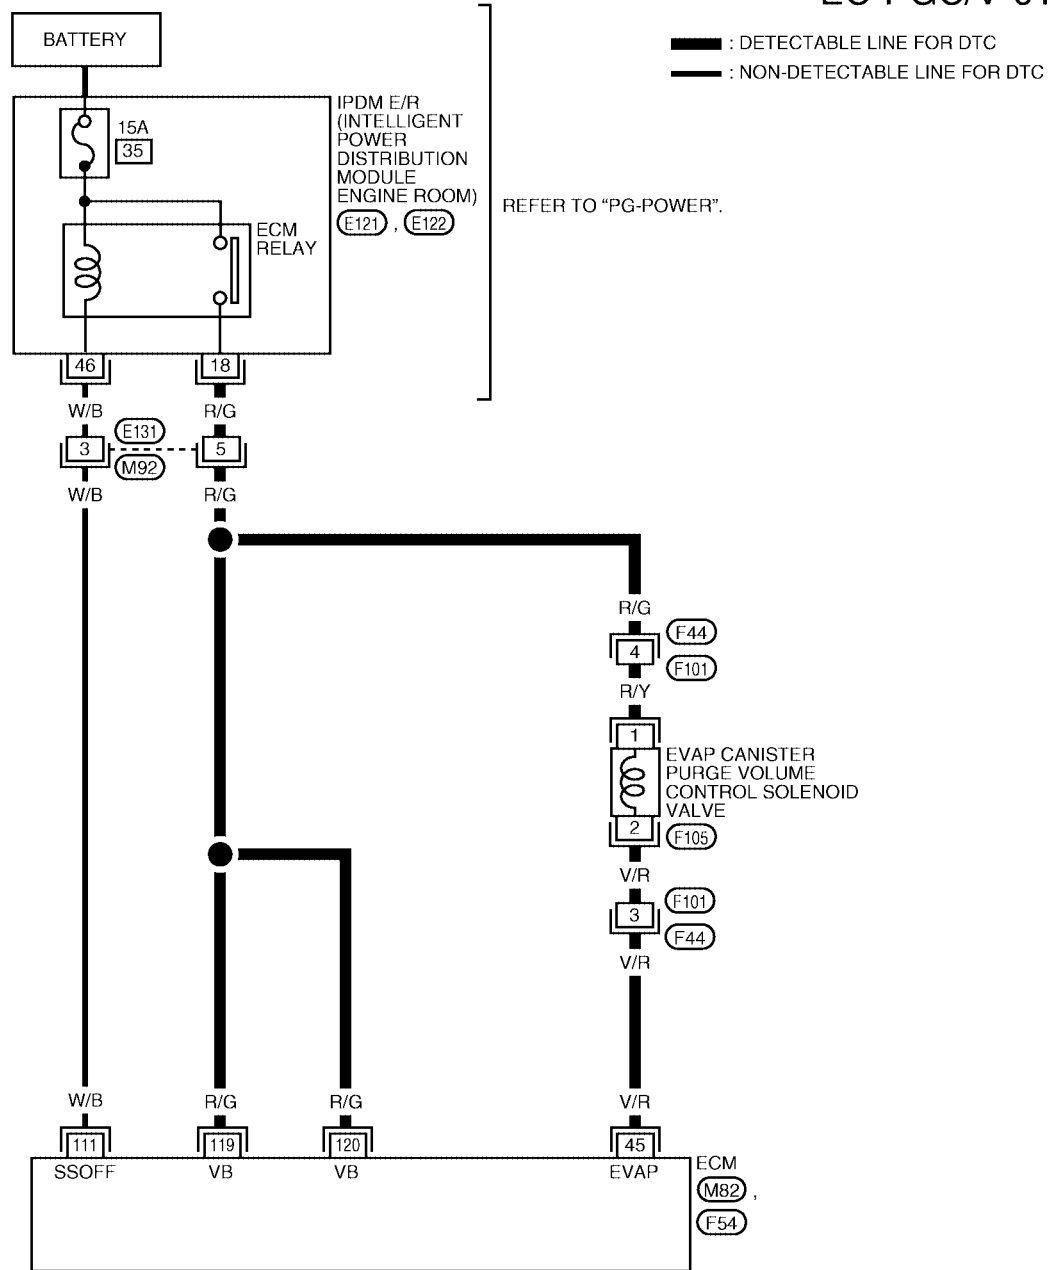 BATTERY
: DETECTABLE LINE FOR DTC
: NON-DETECTABLE LINE FOR DTC
15A
35
IPDM E/R
(INTELLIGENT
POWER
DISTRIBUTION
MODULE
ENGINE ROOM)
E121 , E122
REFER TO “PG-POWER”.
ECM
RELAY
46 18
W/B R/G
E131
3 5
M92
W/B R/G
R/G
F44
4
F101
R/Y
1
EVAP CANISTER
PURGE VOLUME
CONTROL SOLENOID
VALVE
2
F105
V/R
F101
3
F44
V/R
W/B R/G R/G V/R
111 119 120 45
SSOFF VB VB EVAP
ECM
M82 ,
F54